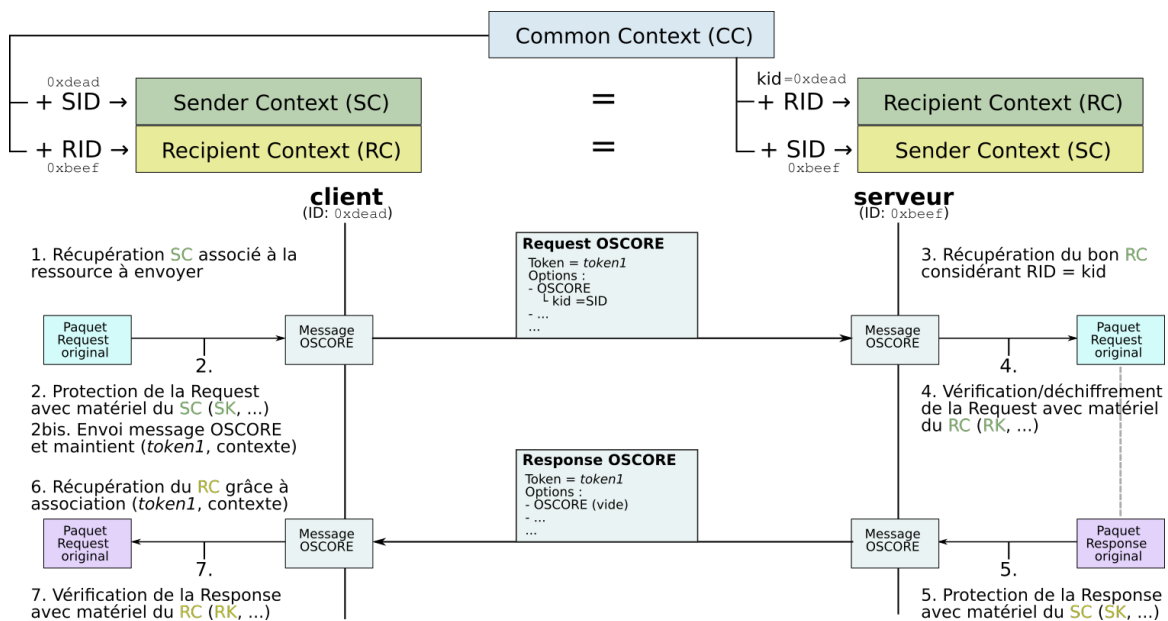 Common Context (CC)
0xdead
+ SID → Sender Context (SC)
=
kid=0xdead
+ RID → Recipient Context (RC)
+ RID → Recipient Context (RC)
0xbeef
=
+ SID → Sender Context (SC)
0xbeef
client
(ID: 0xdead)
serveur
(ID: 0xbeef)
1. Récupération SC associé à la
ressource à envoyer
Request OSCORE
Token = token1
Options :
- OSCORE
└ kid =SID
- ...
...
3. Récupération du bon RC
considérant RID = kid
Paquet
Request
original
2.
Message
OSCORE
Message
OSCORE
4.
Paquet
Request
original
2. Protection de la Request
avec matériel du SC (SK, ...)
2bis. Envoi message OSCORE
et maintient (token1, contexte)
4. Vérification/déchiffrement
de la Request avec matériel
du RC (RK, ...)
Response OSCORE
Token = token1
Options :
- OSCORE (vide)
- ...
...
6. Récupération du RC grâce à
association (token1, contexte)
Paquet
Request
original
7.
Message
OSCORE
Message
OSCORE
5.
Paquet
Response
original
7. Vérification de la Response
avec matériel du RC (RK, ...)
5. Protection de la Response
avec matériel du SC (SK, ...)